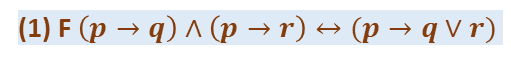 (1) F (p → q) ∧ (p → r) ↔ (p → q ∨ r)